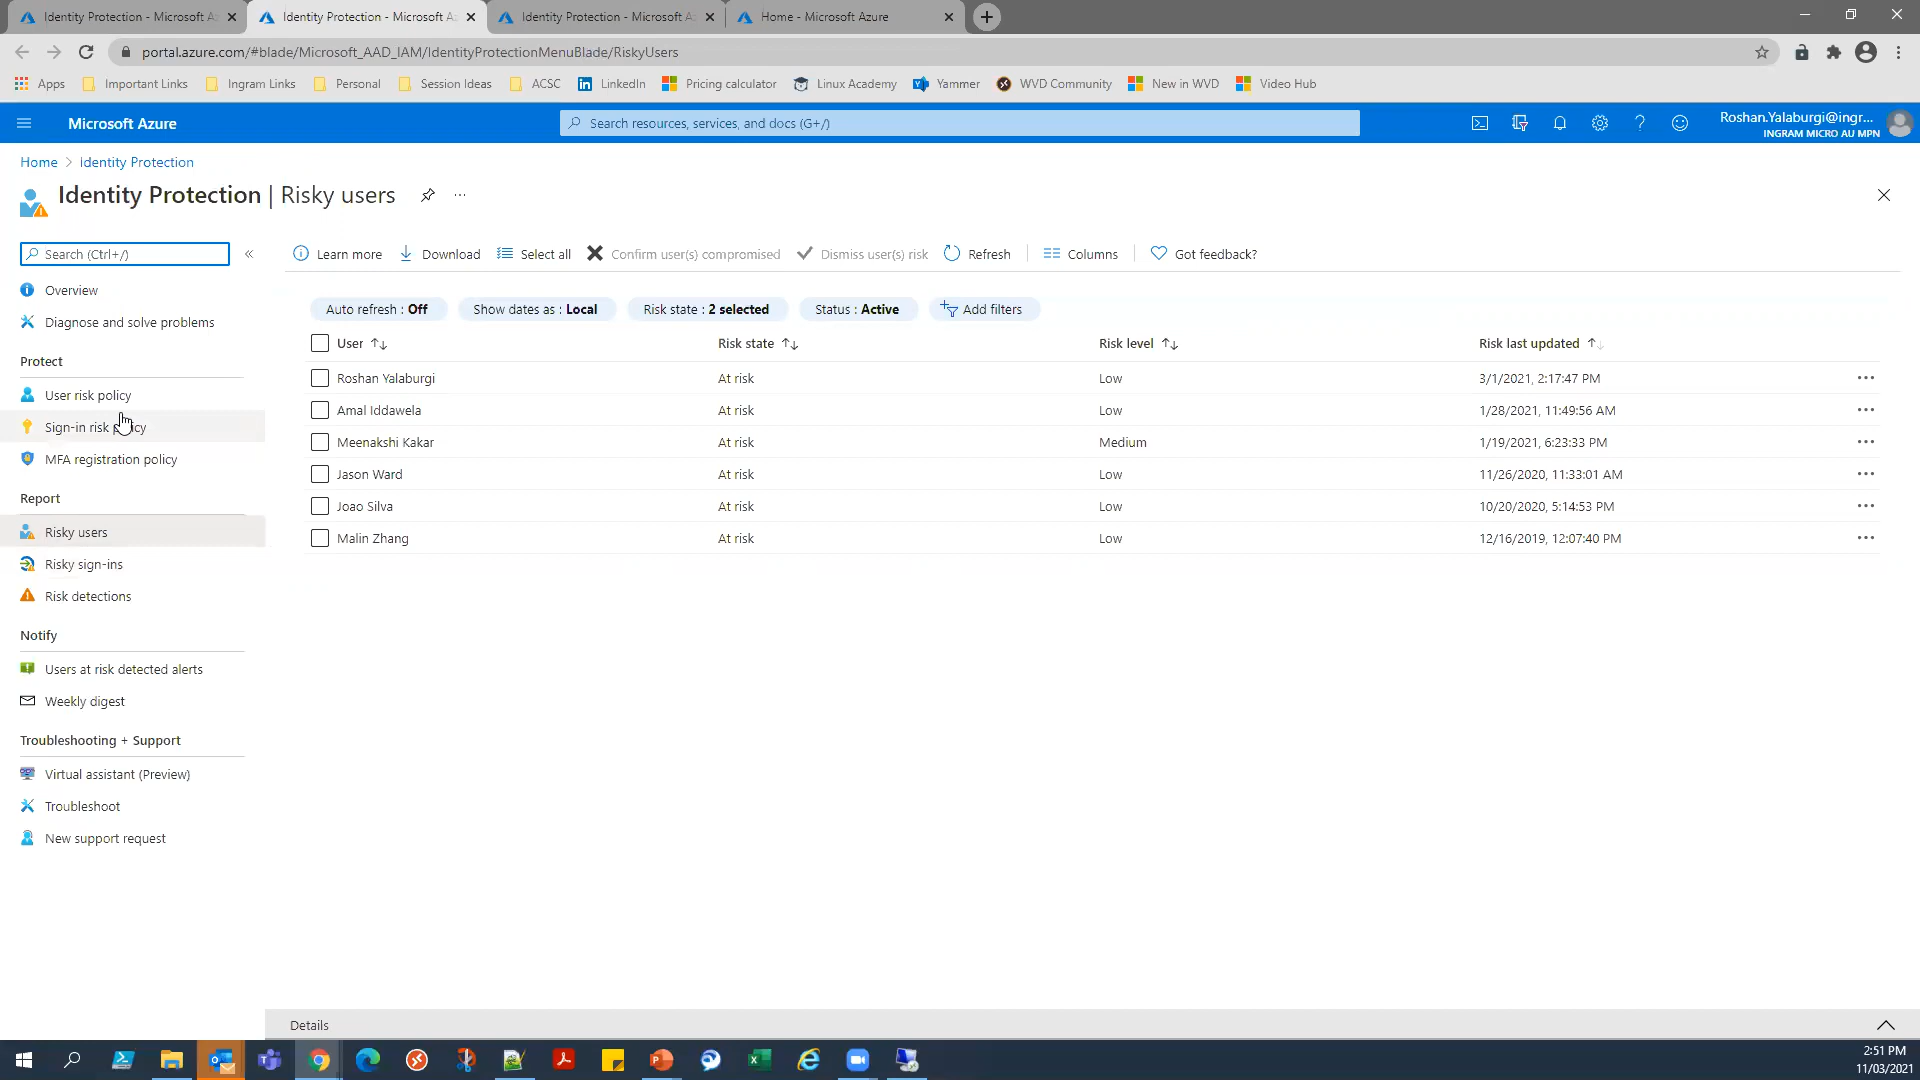 Identity Protection - Microsoft A
Identity Protection - Microsoft A
Identity Protection - Microsoft A
Home - Microsoft Azure
portal.azure.com/#blade/Microsoft_AAD_IAM/IdentityProtectionMenuBlade/RiskyUsers
Apps
Important Links
Ingram Links
Personal
Session Ideas
ACSC
LinkedIn
Pricing calculator
Linux Academy
Yammer
WVD Community
New in WVD
Video Hub
Microsoft Azure
Search resources, services, and docs (G+/)
Roshan.Yalaburgi@ingr...
INGRAM MICRO AU MPN
Home > Identity Protection
Identity Protection | Risky users
Search (Ctrl+/)
Learn more
Download
Select all
Confirm user(s) compromised
Dismiss user(s) risk
Refresh
Columns
Got feedback?
Overview
Diagnose and solve problems
Protect
User risk policy
Sign-in risk policy
MFA registration policy
Report
Risky users
Risky sign-ins
Risk detections
Notify
Users at risk detected alerts
Weekly digest
Troubleshooting + Support
Virtual assistant (Preview)
Troubleshoot
New support request
Auto refresh : Off
Show dates as : Local
Risk state : 2 selected
Status : Active
Add filters
User Risk state Risk level Risk last updated
Roshan Yalaburgi At risk Low 3/1/2021, 2:17:47 PM
Amal Iddawela At risk Low 1/28/2021, 11:49:56 AM
Meenakshi Kakar At risk Medium 1/19/2021, 6:23:33 PM
Jason Ward At risk Low 11/26/2020, 11:33:01 AM
Joao Silva At risk Low 10/20/2020, 5:14:53 PM
Malin Zhang At risk Low 12/16/2019, 12:07:40 PM
Details
2:51 PM
11/03/2021